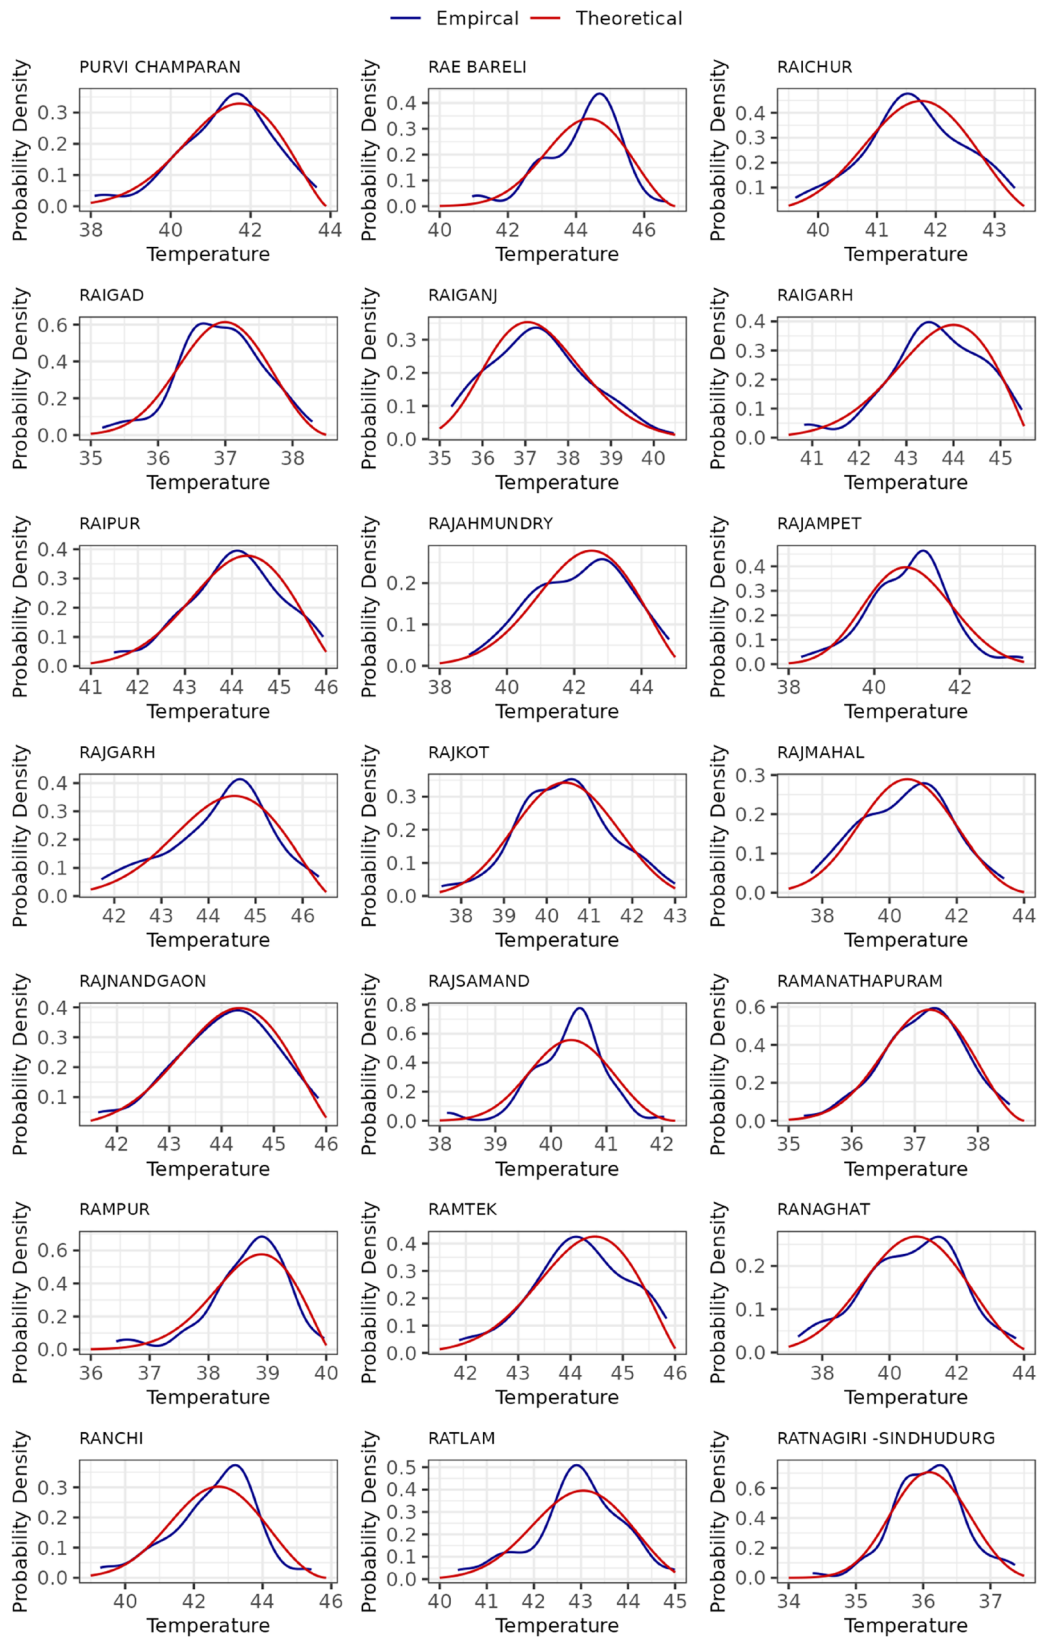 Empircal Theoretical
PURVI CHAMPARAN
Probability Density
0.3
0.2
0.1
0.0
38 40 42 44
Temperature
RAE BARELI
Probability Density
0.4
0.3
0.2
0.1
0.0
40 42 44 46
Temperature
RAICHUR
Probability Density
0.4
0.3
0.2
0.1
40 41 42 43
Temperature
RAIGAD
Probability Density
0.6
0.4
0.2
0.0
35 36 37 38
Temperature
RAIGANJ
Probability Density
0.3
0.2
0.1
0.0
35 36 37 38 39 40
Temperature
RAIGARH
Probability Density
0.4
0.3
0.2
0.1
0.0
41 42 43 44 45
Temperature
RAIPUR
Probability Density
0.4
0.3
0.2
0.1
0.0
41 42 43 44 45 46
Temperature
RAJAHMUNDRY
Probability Density
0.2
0.1
0.0
38 40 42 44
Temperature
RAJAMPET
Probability Density
0.4
0.3
0.2
0.1
0.0
38 40 42
Temperature
RAJGARH
Probability Density
0.4
0.3
0.2
0.1
0.0
42 43 44 45 46
Temperature
RAJKOT
Probability Density
0.3
0.2
0.1
0.0
38 39 40 41 42 43
Temperature
RAJMAHAL
Probability Density
0.3
0.2
0.1
0.0
38 40 42 44
Temperature
RAJNANDGAON
Probability Density
0.4
0.3
0.2
0.1
42 43 44 45 46
Temperature
RAJSAMAND
Probability Density
0.8
0.6
0.4
0.2
0.0
38 39 40 41 42
Temperature
RAMANATHAPURAM
Probability Density
0.6
0.4
0.2
0.0
35 36 37 38
Temperature
RAMPUR
Probability Density
0.6
0.4
0.2
0.0
36 37 38 39 40
Temperature
RAMTEK
Probability Density
0.4
0.3
0.2
0.1
0.0
42 43 44 45 46
Temperature
RANAGHAT
Probability Density
0.2
0.1
0.0
38 40 42 44
Temperature
RANCHI
Probability Density
0.3
0.2
0.1
0.0
40 42 44 46
Temperature
RATLAM
Probability Density
0.5
0.4
0.3
0.2
0.1
0.0
40 41 42 43 44 45
Temperature
RATNAGIRI -SINDHUDURG
Probability Density
0.6
0.4
0.2
0.0
34 35 36 37
Temperature